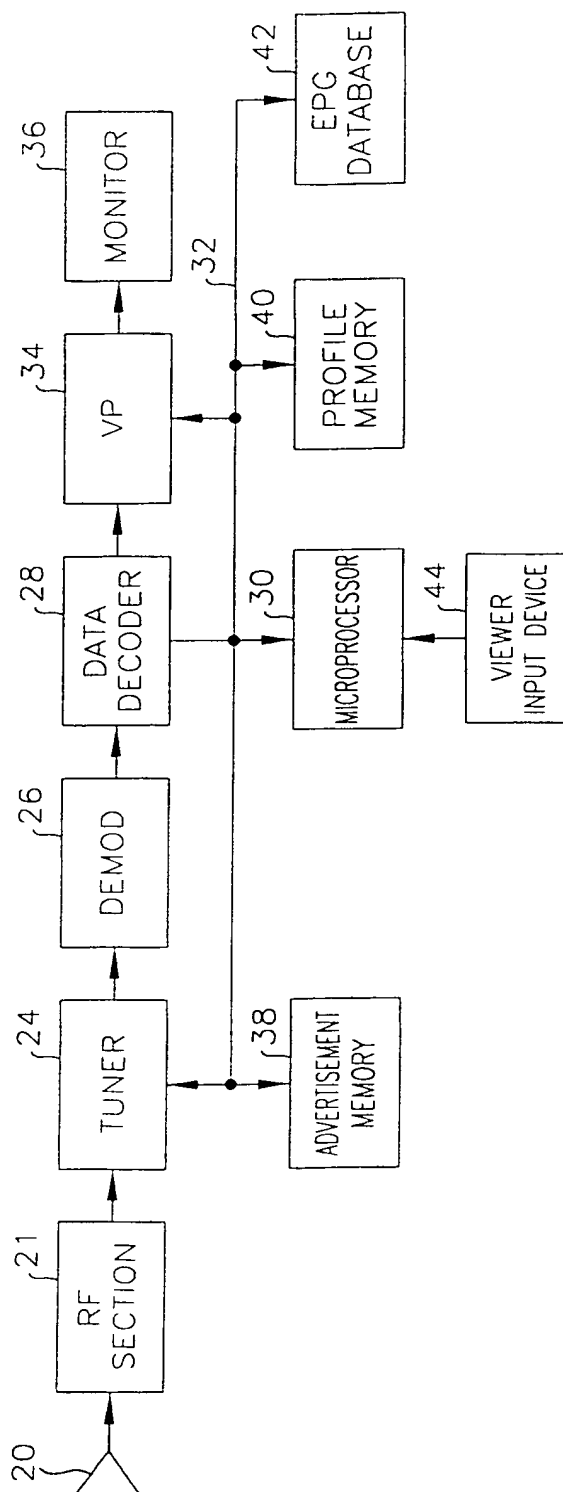 20
21
RF
SECTION
24
TUNER
26
DEMOD
28
DATA
DECODER
34
VP
36
MONITOR
32
38
ADVERTISEMENT
MEMORY
30
MICROPROCESSOR
40
PROFILE
MEMORY
42
EPG
DATABASE
44
VIEWER
INPUT DEVICE